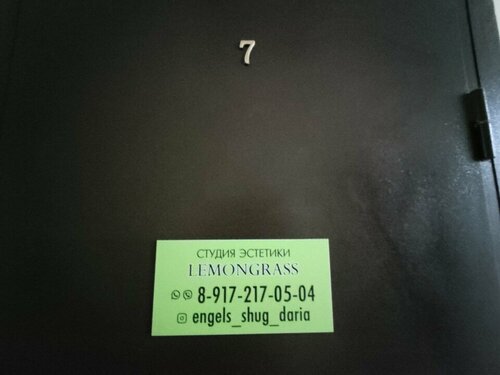 7
СТУДИЯ ЭСТЕТИКИ
LEMONGRASS
8-917-217-05-04
engels_shug_daria